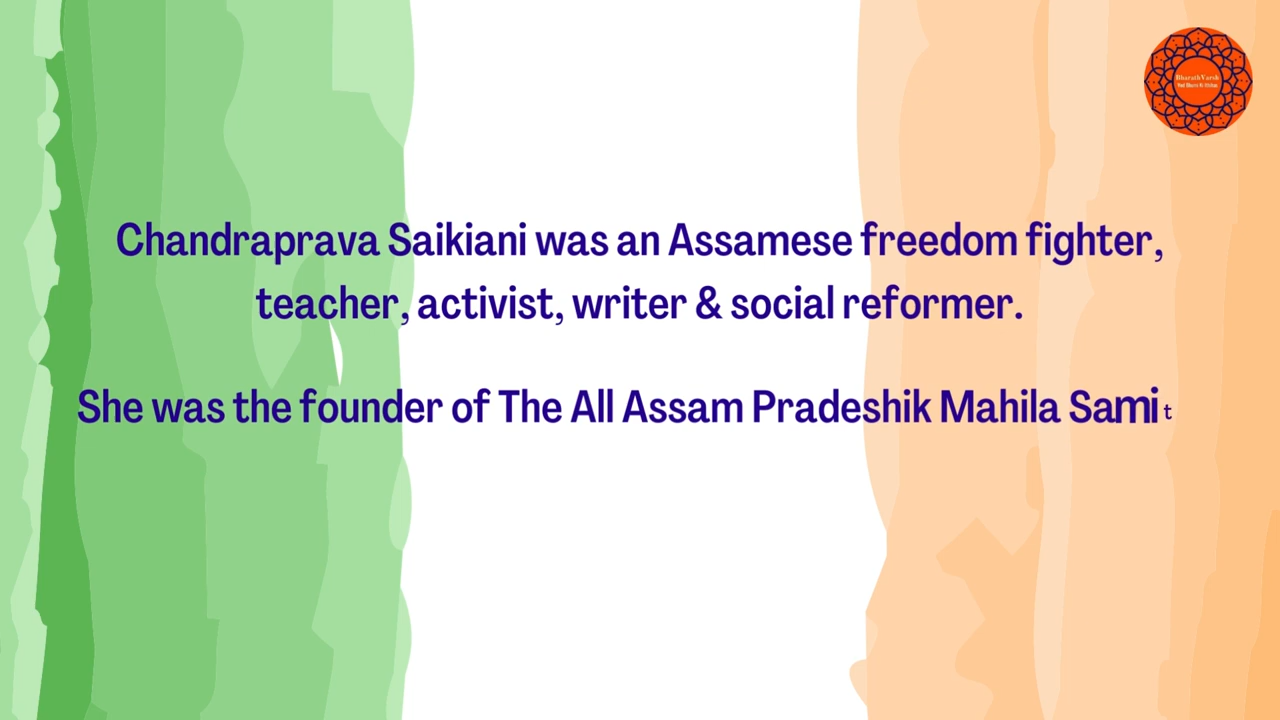 BharathVarsh
Chandraprava Saikiani was an Assamese freedom fighter,
teacher, activist, writer & social reformer.
She was the founder of The All Assam Pradeshik Mahila Samit